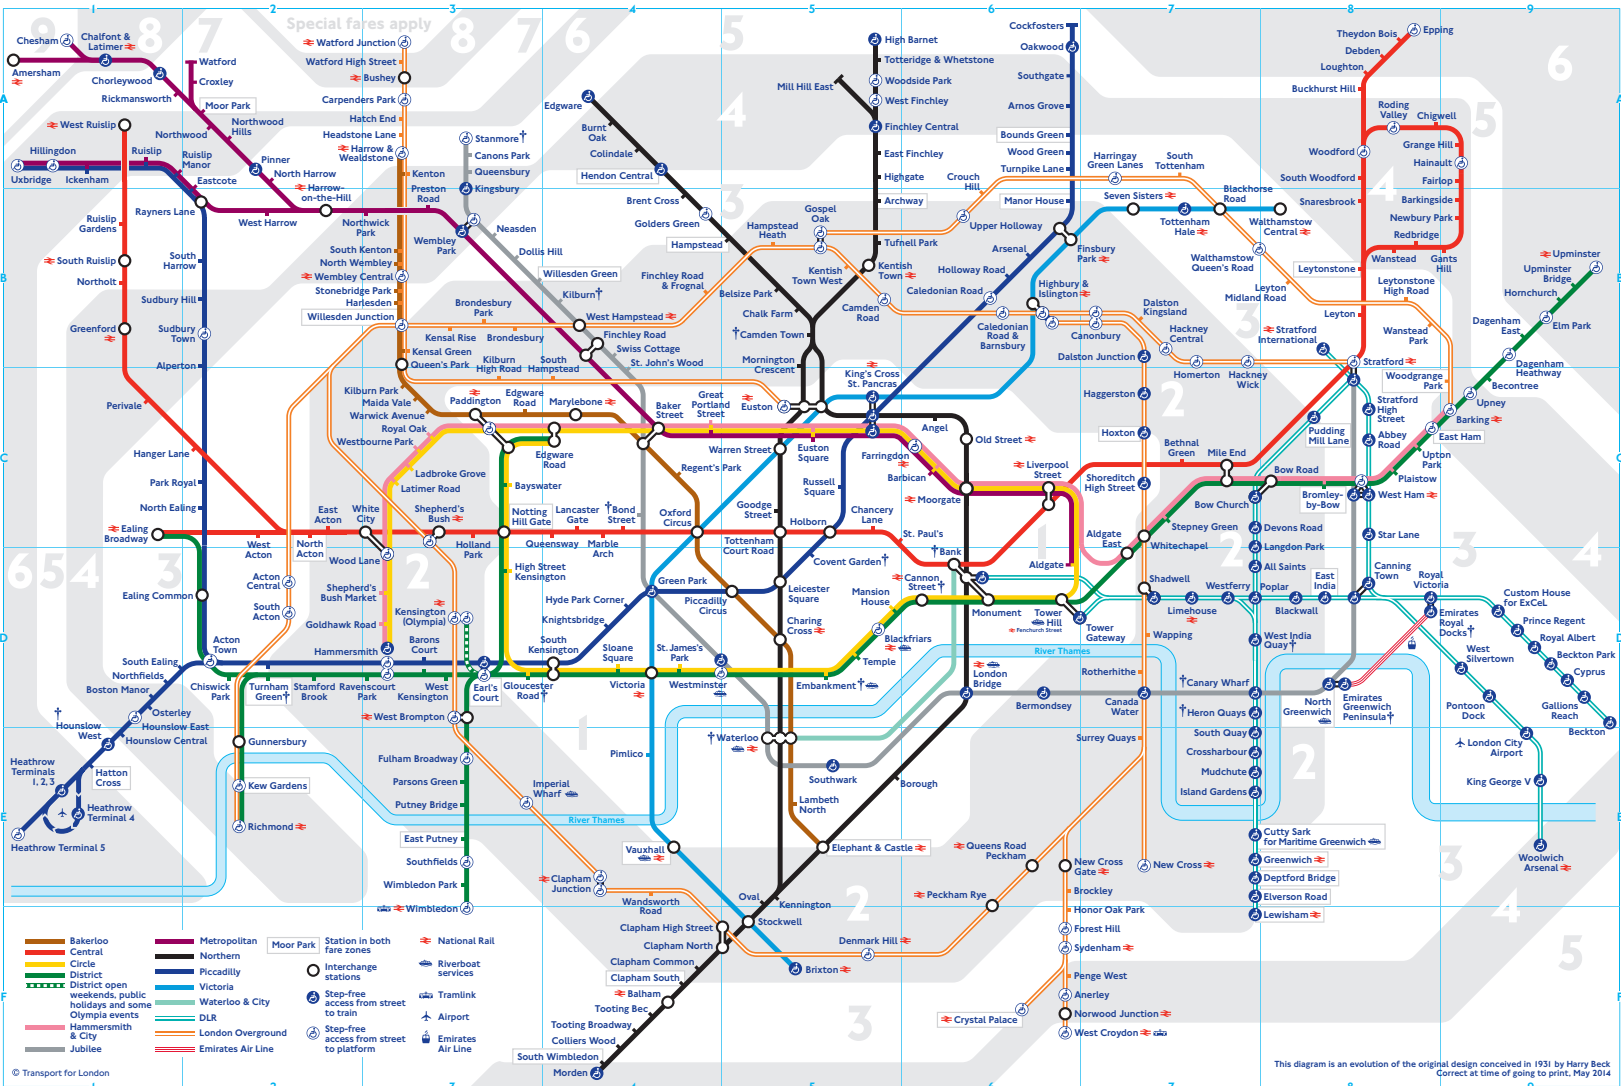 1 2 3 4 5 6 7 8 9
Special fares apply
9 8 7 8 7 6 5 6
Chesham
Chalfont &
Latimer
Amersham
Chorleywood
Rickmansworth
Watford
Croxley
Moor Park
Northwood
Northwood
Hills
West Ruislip
Hillingdon
Uxbridge
Ickenham
Ruislip
Ruislip
Manor
Eastcote
Pinner
North Harrow
Harrow-
on-the-Hill
Rayners Lane
West Harrow
Northwick
Park
Preston
Road
Ruislip
Gardens
South Ruislip
Northolt
Greenford
Perivale
Hanger Lane
South
Harrow
Sudbury Hill
Sudbury
Town
Alperton
Park Royal
North Ealing
Ealing
Broadway
Ealing Common
Watford Junction
Watford High Street
Bushey
Carpenders Park
Hatch End
Headstone Lane
Harrow &
Wealdstone
Kenton
South Kenton
North Wembley
Wembley Central
Stonebridge Park
Harlesden
Willesden Junction
Kensal Green
Queen's Park
Kilburn Park
Maida Vale
Warwick Avenue
Royal Oak
Westbourne Park
Ladbroke Grove
Latimer Road
Stanmore†
Canons Park
Queensbury
Kingsbury
Wembley
Park
Neasden
Dollis Hill
Willesden Green
Kilburn†
West Hampstead
Finchley Road
Swiss Cottage
St. John's Wood
Brondesbury
Park
Kensal Rise
Brondesbury
Kilburn
High Road
South
Hampstead
Finchley Road
& Frognal
Edgware
Burnt
Oak
Colindale
Hendon Central
Brent Cross
Golders Green
Hampstead
Belsize Park
Chalk Farm
†Camden Town
Mornington
Crescent
Hampstead
Heath
Gospel
Oak
Kentish
Town West
Camden
Road
Mill Hill East
High Barnet
Totteridge & Whetstone
Woodside Park
West Finchley
Finchley Central
East Finchley
Highgate
Archway
Tufnell Park
Kentish
Town
Cockfosters
Oakwood
Southgate
Arnos Grove
Bounds Green
Wood Green
Turnpike Lane
Manor House
Crouch
Hill
Upper Holloway
Harringay
Green Lanes
South
Tottenham
Seven Sisters
Tottenham
Hale
Blackhorse
Road
Walthamstow
Central
Walthamstow
Queen's Road
Leyton
Midland Road
Leytonstone
High Road
Wanstead
Park
Woodgrange
Park
Arsenal
Finsbury
Park
Holloway Road
Caledonian Road
Highbury &
Islington
Caledonian
Road &
Barnsbury
Canonbury
Dalston
Kingsland
Hackney
Central
Homerton
Hackney
Wick
Dalston Junction
Haggerston
Hoxton
Shoreditch
High Street
Theydon Bois
Epping
Debden
Loughton
Buckhurst Hill
Roding
Valley
Chigwell
Grange Hill
Hainault
Fairlop
Barkingside
Newbury Park
Redbridge
Wanstead
Gants
Hill
Woodford
South Woodford
Snaresbrook
Leytonstone
Leyton
Stratford
International
Stratford
Stratford
High
Street
Abbey
Road
Pudding
Mill Lane
Upminster
Upminster
Bridge
Hornchurch
Elm Park
Dagenham
East
Dagenham
Heathway
Becontree
Upney
Barking
East Ham
Upton
Park
Plaistow
West Ham
Bromley-
by-Bow
Bow Road
Mile End
Bethnal
Green
Bow Church
Stepney Green
Whitechapel
Devons Road
Langdon Park
All Saints
Star Lane
Canning
Town
Paddington
Edgware
Road
Marylebone
Baker
Street
Great
Portland
Street
Euston
King's Cross
St. Pancras
Angel
Old Street
Farringdon
Barbican
Moorgate
Liverpool
Street
Warren Street
Euston
Square
Regent's Park
Edgware
Road
Bayswater
Notting
Hill Gate
Lancaster
Gate
†Bond
Street
Oxford
Circus
Goodge
Street
Russell
Square
Holborn
Chancery
Lane
St. Paul's
†Bank
Aldgate
East
Aldgate
Queensway
Marble
Arch
Tottenham
Court Road
Covent Garden†
East
Acton
White
City
Shepherd's
Bush
West
Acton
North
Acton
Holland
Park
Wood Lane
Shepherd's
Bush Market
Goldhawk Road
Hammersmith
Acton
Central
South
Acton
Kensington
(Olympia)
High Street
Kensington
Hyde Park Corner
Knightsbridge
Green Park
Piccadilly
Circus
Leicester
Square
Charing
Cross
Cannon
Street†
Mansion
House
Monument
Tower
Hill
Fenchurch Street
Tower
Gateway
Blackfriars
Temple
Embankment†
Shadwell
Limehouse
Westferry
Poplar
Blackwall
East
India
Royal
Victoria
Emirates
Royal
Docks†
Custom House
for ExCeL
Prince Regent
Royal Albert
Beckton Park
Cyprus
Gallions
Reach
Beckton
West
Silvertown
Pontoon
Dock
London City
Airport
King George V
Woolwich
Arsenal
Wapping
Rotherhithe
Canada
Water
Surrey Quays
River Thames
London
Bridge
Bermondsey
West India
Quay†
†Canary Wharf
†Heron Quays
South Quay
Crossharbour
Mudchute
Island Gardens
North
Greenwich
Emirates
Greenwich
Peninsula†
Cutty Sark
for Maritime Greenwich
Greenwich
Deptford Bridge
Elverson Road
Lewisham
Acton
Town
South Ealing
Northfields
Boston Manor
Osterley
†
Hounslow
West
Hounslow East
Hounslow Central
Hatton
Cross
Heathrow
Terminals
1, 2, 3
Heathrow
Terminal 4
Heathrow Terminal 5
Chiswick
Park
Turnham
Green†
Stamford
Brook
Ravenscourt
Park
Barons
Court
West
Kensington
Earl's
Court
Gloucester
Road†
South
Kensington
Sloane
Square
Victoria
St. James's
Park
Westminster
Gunnersbury
Kew Gardens
Richmond
West Brompton
Fulham Broadway
Parsons Green
Putney Bridge
East Putney
Southfields
Wimbledon Park
Wimbledon
Imperial
Wharf
River Thames
Clapham
Junction
Wandsworth
Road
Pimlico
Vauxhall
†Waterloo
Southwark
Lambeth
North
Elephant & Castle
Borough
Kennington
Oval
Stockwell
Clapham High Street
Clapham North
Clapham Common
Clapham South
Balham
Tooting Bec
Tooting Broadway
Colliers Wood
South Wimbledon
Morden
Brixton
Denmark Hill
Peckham Rye
Queens Road
Peckham
New Cross
Gate
New Cross
Brockley
Honor Oak Park
Forest Hill
Sydenham
Penge West
Anerley
Norwood Junction
Crystal Palace
West Croydon
A B C D E F
Bakerloo
Central
Circle
District
District open
weekends, public
holidays and some
Olympia events
Hammersmith
& City
Jubilee
Metropolitan
Northern
Piccadilly
Victoria
Waterloo & City
DLR
London Overground
Emirates Air Line
Moor Park
Station in both
fare zones
Interchange
stations
Step-free
access from street
to train
Step-free
access from street
to platform
National Rail
Riverboat
services
Tramlink
Airport
Emirates
Air Line
© Transport for London
This diagram is an evolution of the original design conceived in 1931 by Harry Beck
Correct at time of going to print, May 2014